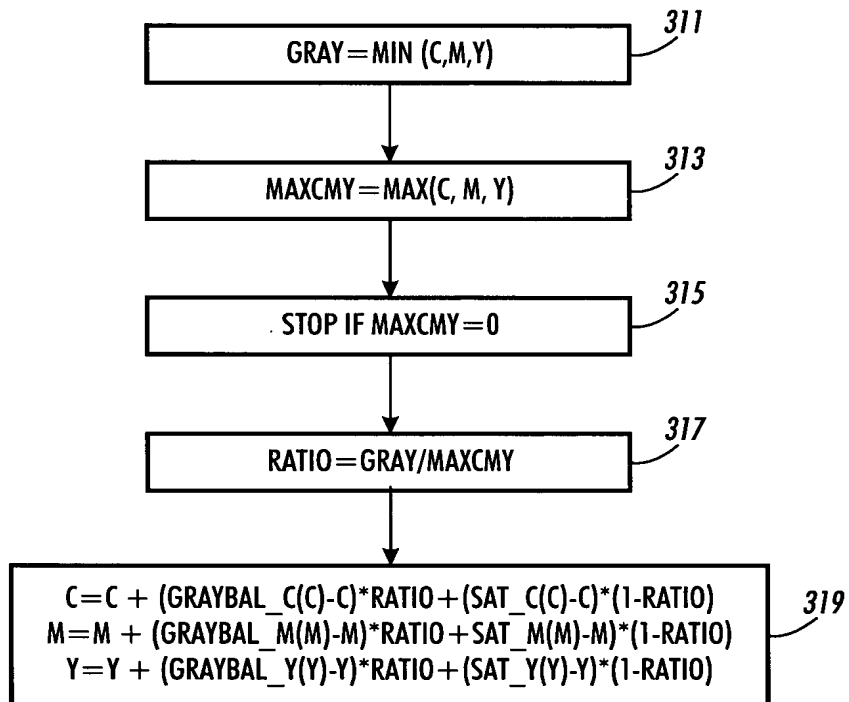 GRAY=MIN (C,M,Y)
311
MAXCMY=MAX(C, M, Y)
313
STOP IF MAXCMY=0
315
RATIO=GRAY/MAXCMY
317
C=C + (GRAYBAL_C(C)-C)*RATIO+(SAT_C(C)-C)*(1-RATIO)
M=M + (GRAYBAL_M(M)-M)*RATIO+SAT_M(M)-M)*(1-RATIO)
Y=Y + (GRAYBAL_Y(Y)-Y)*RATIO+(SAT_Y(Y)-Y)*(1-RATIO)
319